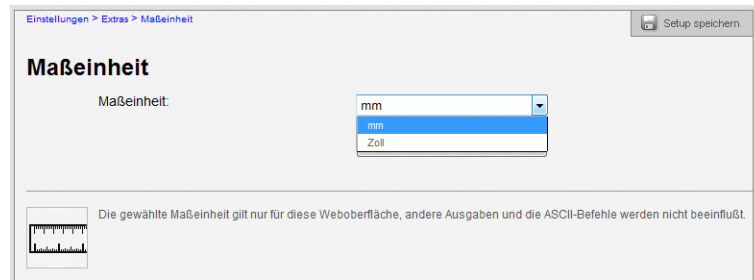 Einstellungen > Extras > Maßeinheit
Setup speichern
Maßeinheit
Maßeinheit:
mm
mm
Zoll
Die gewählte Maßeinheit gilt nur für diese Weboberfläche, andere Ausgaben und die ASCII-Befehle werden nicht beeinflußt.